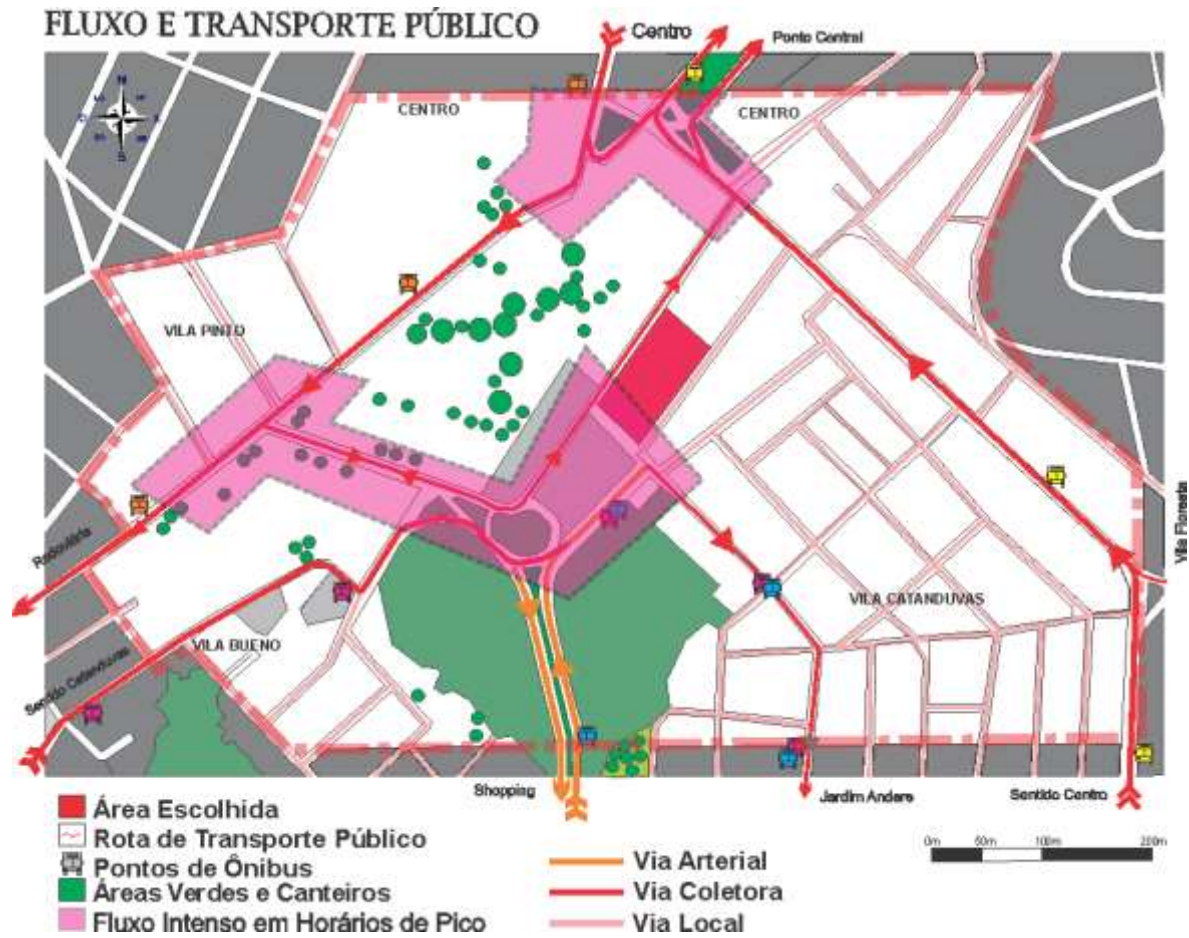 FLUXO E TRANSPORTE PÚBLICO
Centro
Ponto Central
N
S
CENTRO
CENTRO
VILA PINTO
Rodoviária
Vila Floresta
VILA CATANDUVAS
VILA BUENO
Sentido Catanduvas
Shopping
Jardim Andere
Sentido Centro
Área Escolhida
Rota de Transporte Público
Pontos de Ônibus
Áreas Verdes e Canteiros
Fluxo Intenso em Horários de Pico
Via Arterial
Via Coletora
Via Local
0m 50m 100m 200m